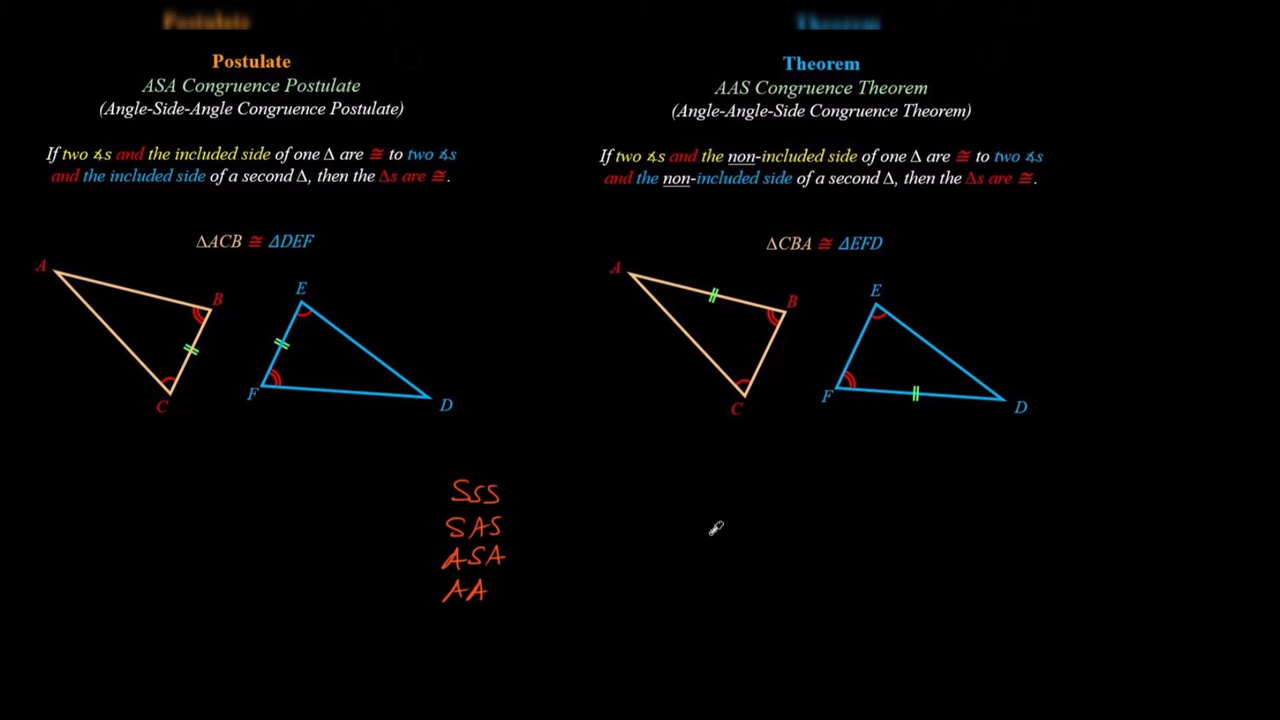 Postulate
Postulate
ASA Congruence Postulate
(Angle-Side-Angle Congruence Postulate)
If two ∡s and the included side of one Δ are ≅ to two ∡s
and the included side of a second Δ, then the Δs are ≅.
ΔACB ≅ ΔDEF
A
B
C
E
F
D
Theorem
Theorem
AAS Congruence Theorem
(Angle-Angle-Side Congruence Theorem)
If two ∡s and the non-included side of one Δ are ≅ to two ∡s
and the non-included side of a second Δ, then the Δs are ≅.
ΔCBA ≅ ΔEFD
A
B
C
E
F
D
SSS
SAS
ASA
AA